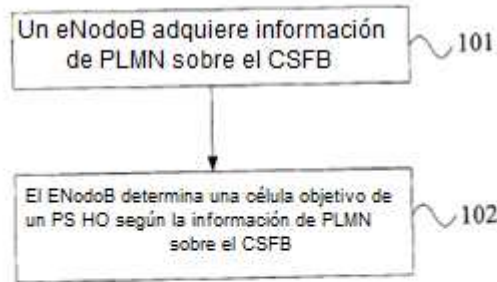 Un eNodoB adquiere información
de PLMN sobre el CSFB
101
El ENodoB determina una célula objetivo de
un PS HO según la información de PLMN
sobre el CSFB
102